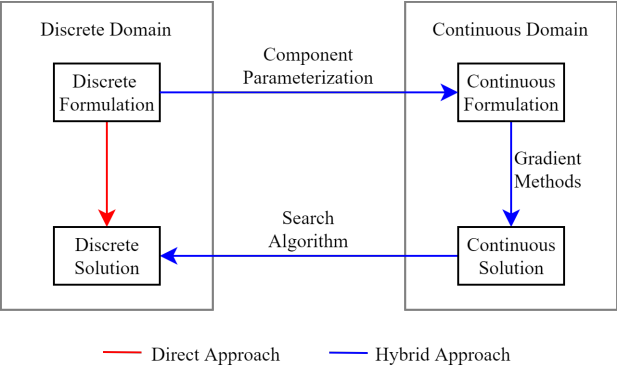 Discrete Domain
Continuous Domain
Component
Parameterization
Discrete
Formulation
Continuous
Formulation
Gradient
Methods
Search
Algorithm
Discrete
Solution
Continuous
Solution
Direct Approach
Hybrid Approach